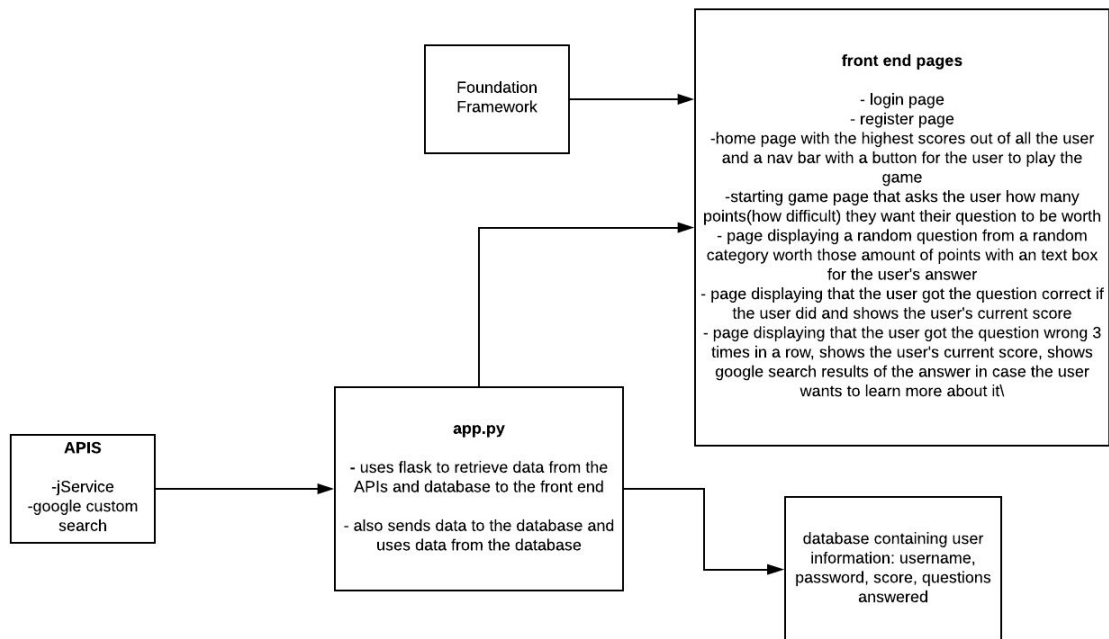 Foundation
Framework
front end pages
- login page
- register page
-home page with the highest scores out of all the user
and a nav bar with a button for the user to play the
game
-starting game page that asks the user how many
points(how difficult) they want their question to be worth
- page displaying a random question from a random
category worth those amount of points with an text box
for the user's answer
- page displaying that the user got the question correct if
the user did and shows the user's current score
- page displaying that the user got the question wrong 3
times in a row, shows the user's current score, shows
google search results of the answer in case the user
wants to learn more about it\
APIS
-jService
-google custom
search
app.py
- uses flask to retrieve data from the
APIs and database to the front end
- also sends data to the database and
uses data from the database
database containing user
information: username,
password, score, questions
answered